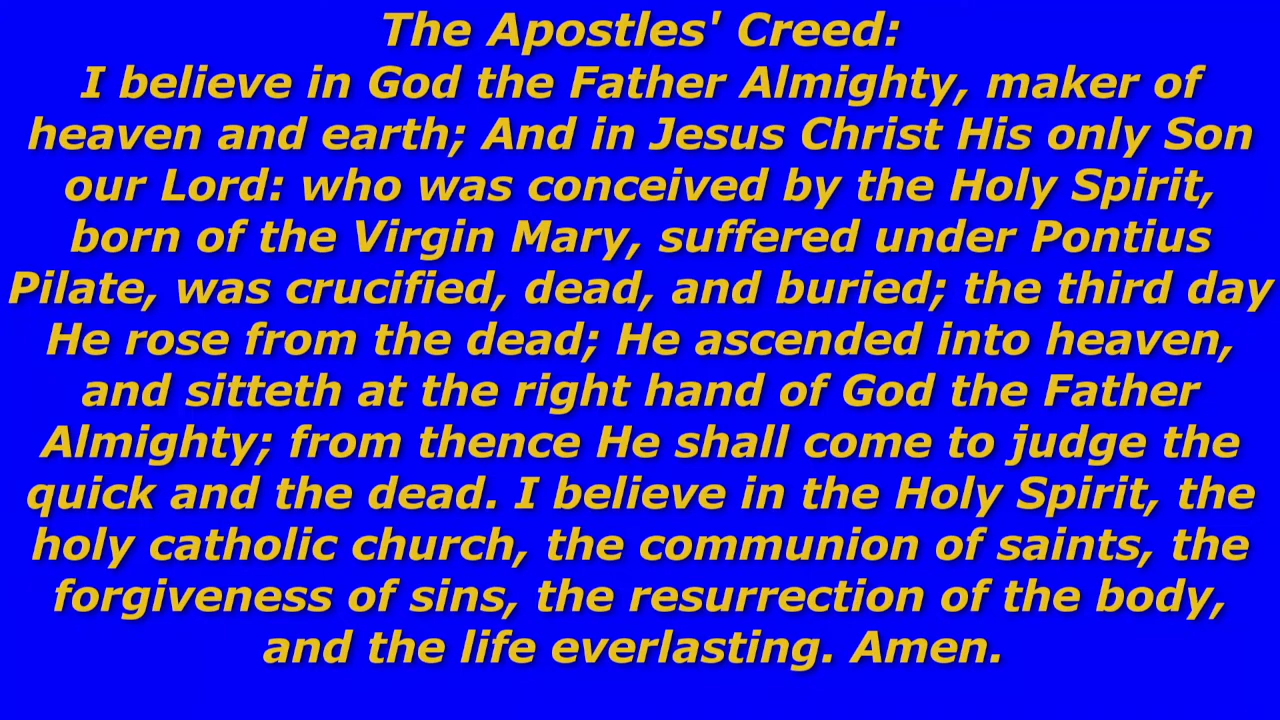 The Apostles' Creed:
I believe in God the Father Almighty, maker of
heaven and earth; And in Jesus Christ His only Son
our Lord: who was conceived by the Holy Spirit,
born of the Virgin Mary, suffered under Pontius
Pilate, was crucified, dead, and buried; the third day
He rose from the dead; He ascended into heaven,
and sitteth at the right hand of God the Father
Almighty; from thence He shall come to judge the
quick and the dead. I believe in the Holy Spirit, the
holy catholic church, the communion of saints, the
forgiveness of sins, the resurrection of the body,
and the life everlasting. Amen.